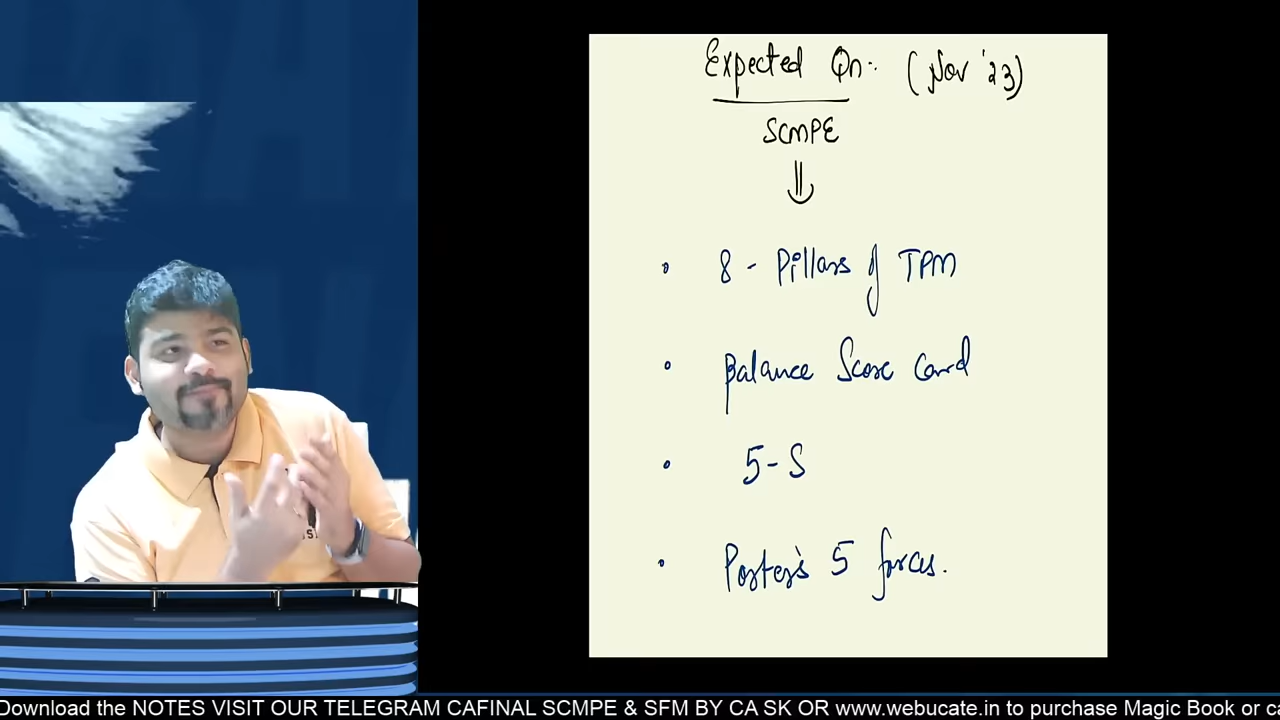 Expected Qn:- (Nov '23)
SCMPE
• 8 - Pillars of TPM
• Balance Score Card
• 5-S
• Porter's 5 forces.
Download the NOTES VISIT OUR TELEGRAM CAFINAL SCMPE & SFM BY CA SK OR www.webucate.in to purchase Magic Book or ca